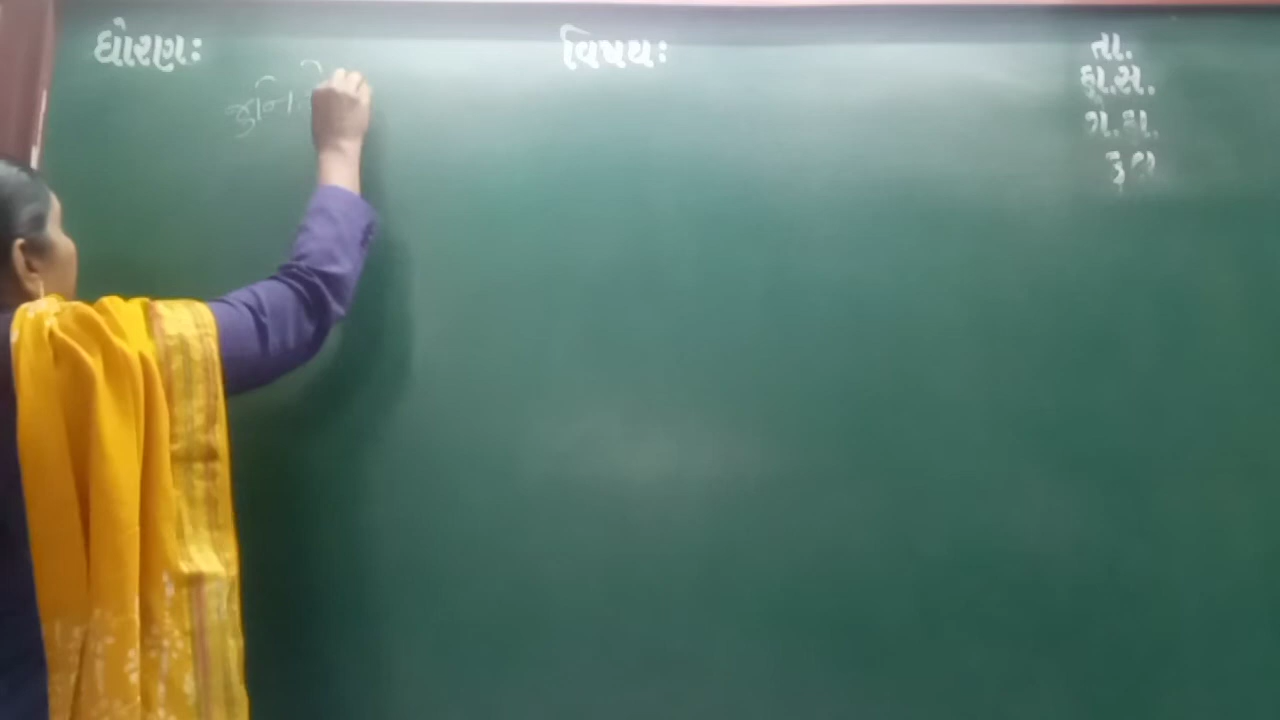 ધોરણઃ
વિષયઃ
તા.
કા.સ.
ગ.હા.
કુલ